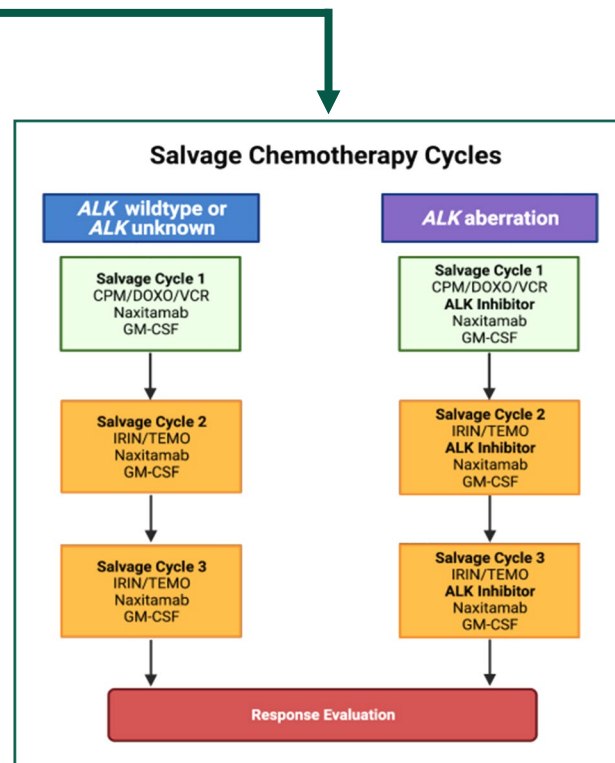 Salvage Chemotherapy Cycles
ALK wildtype or
ALK unknown
Salvage Cycle 1
CPM/DOXO/VCR
Naxitamab
GM-CSF
Salvage Cycle 2
IRIN/TEMO
Naxitamab
GM-CSF
Salvage Cycle 3
IRIN/TEMO
Naxitamab
GM-CSF
ALK aberration
Salvage Cycle 1
CPM/DOXO/VCR
ALK Inhibitor
Naxitamab
GM-CSF
Salvage Cycle 2
IRIN/TEMO
ALK Inhibitor
Naxitamab
GM-CSF
Salvage Cycle 3
IRIN/TEMO
ALK Inhibitor
Naxitamab
GM-CSF
Response Evaluation